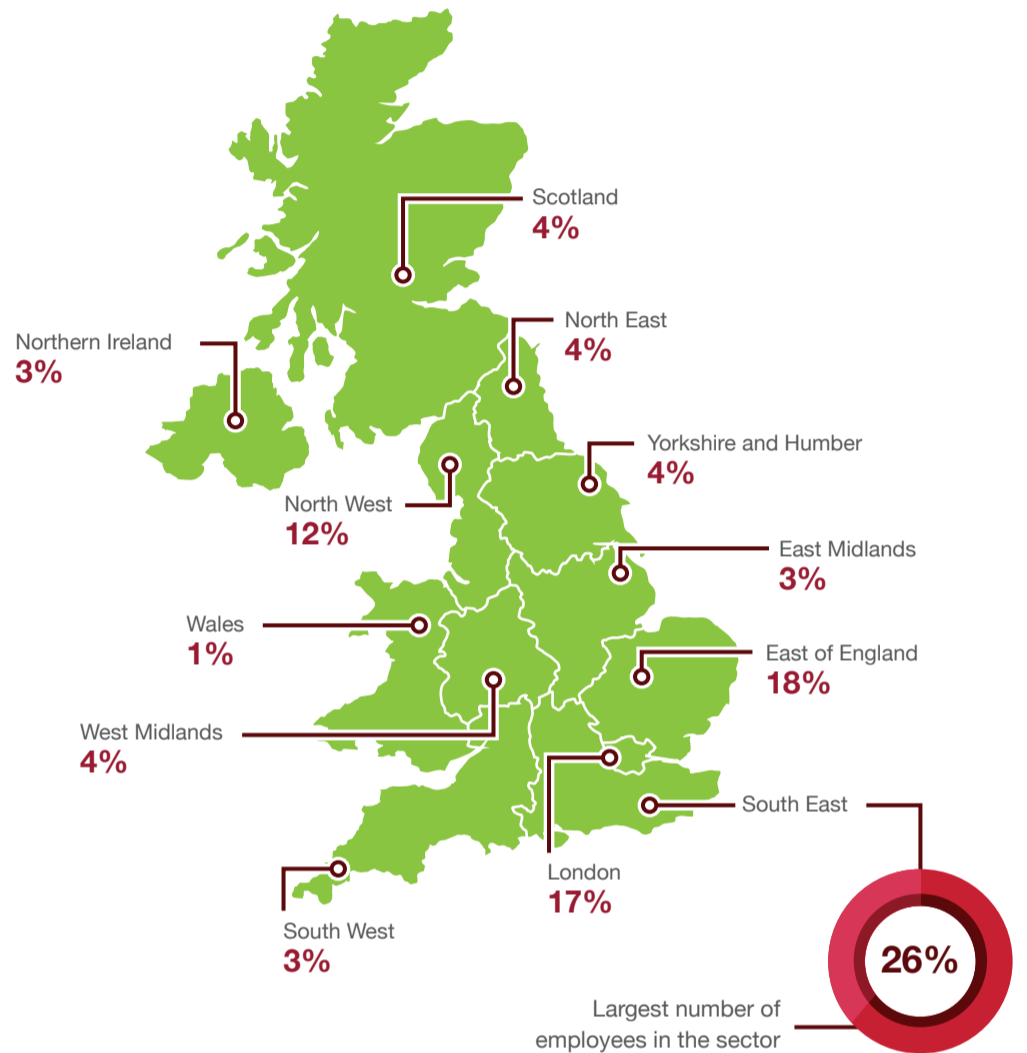 Scotland
4%
North East
4%
Northern Ireland
3%
Yorkshire and Humber
4%
North West
12%
East Midlands
3%
Wales
1%
East of England
18%
West Midlands
4%
South East
26%
London
17%
South West
3%
Largest number of
employees in the sector